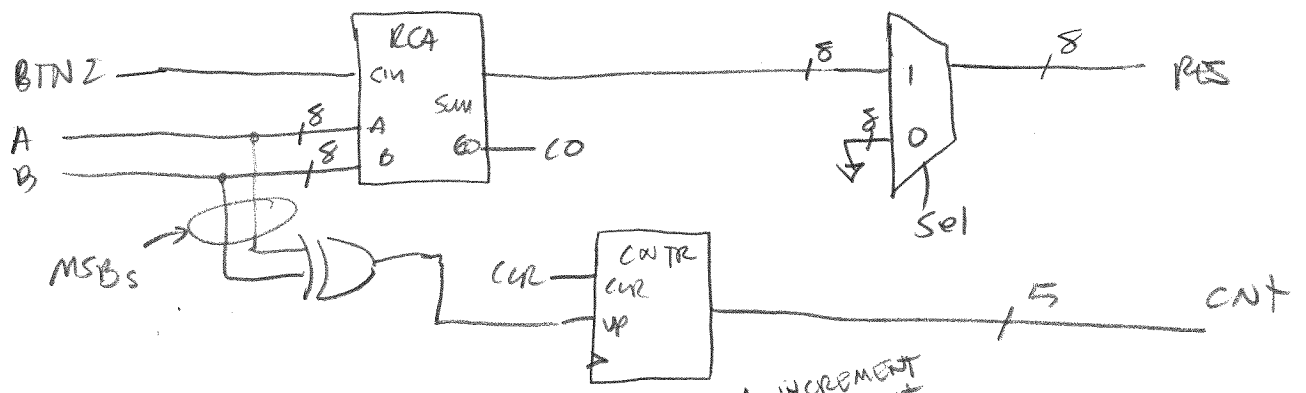 RCA
BTN2
Cin
8
8
1
RES
Sum
A
8
A
8
0
B
8
B
CO
CO
Sel
MSBs
CLR
CNTR
CLR
UP
5
CNT
INCREMENT